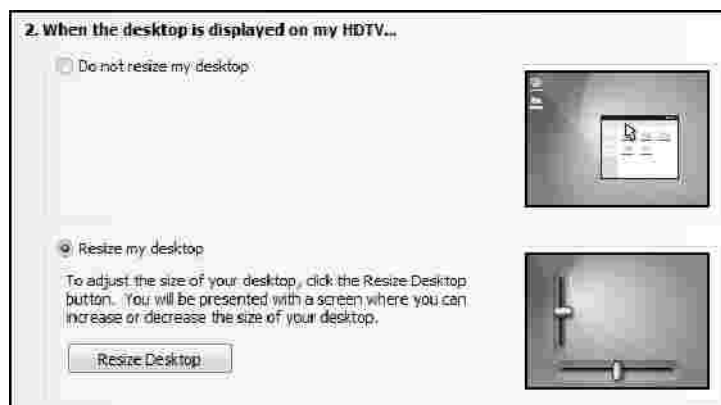 2. When the desktop is displayed on my HDTV...
Do not resize my desktop
Resize my desktop
To adjust the size of your desktop, click the Resize Desktop
button. You will be presented with a screen where you can
increase or decrease the size of your desktop.
Resize Desktop